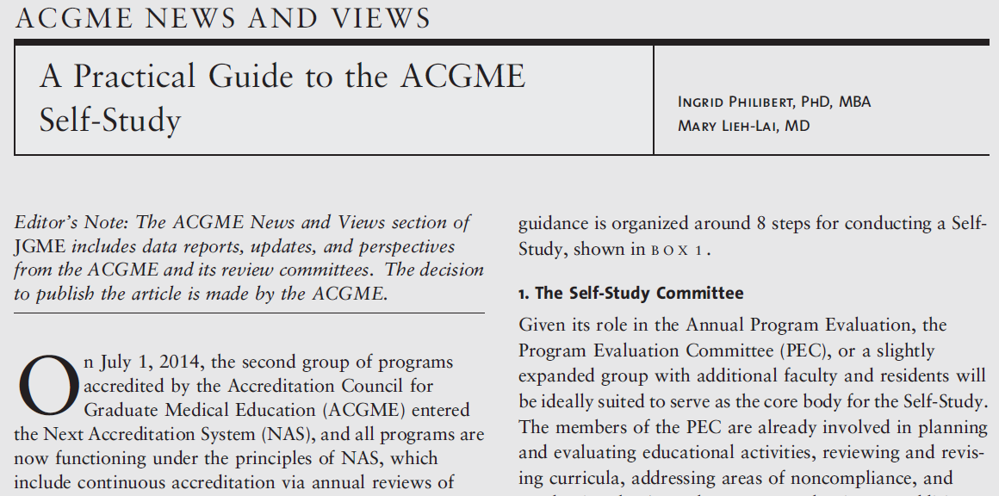 ACGME NEWS AND VIEWS
A Practical Guide to the ACGME
Self-Study
INGRID PHILIBERT, PHD, MBA
MARY LIEH-LAI, MD
Editor's Note: The ACGME News and Views section of
JGME includes data reports, updates, and perspectives
from the ACGME and its review committees. The decision
to publish the article is made by the ACGME.
On July 1, 2014, the second group of programs
accredited by the Accreditation Council for
Graduate Medical Education (ACGME) entered
the Next Accreditation System (NAS), and all programs are
now functioning under the principles of NAS, which
include continuous accreditation via annual reviews of
guidance is organized around 8 steps for conducting a Self-
Study, shown in BOX 1.
1. The Self-Study Committee
Given its role in the Annual Program Evaluation, the
Program Evaluation Committee (PEC), or a slightly
expanded group with additional faculty and residents will
be ideally suited to serve as the core body for the Self-Study.
The members of the PEC are already involved in planning
and evaluating educational activities, reviewing and revis-
ing curricula, addressing areas of noncompliance, and